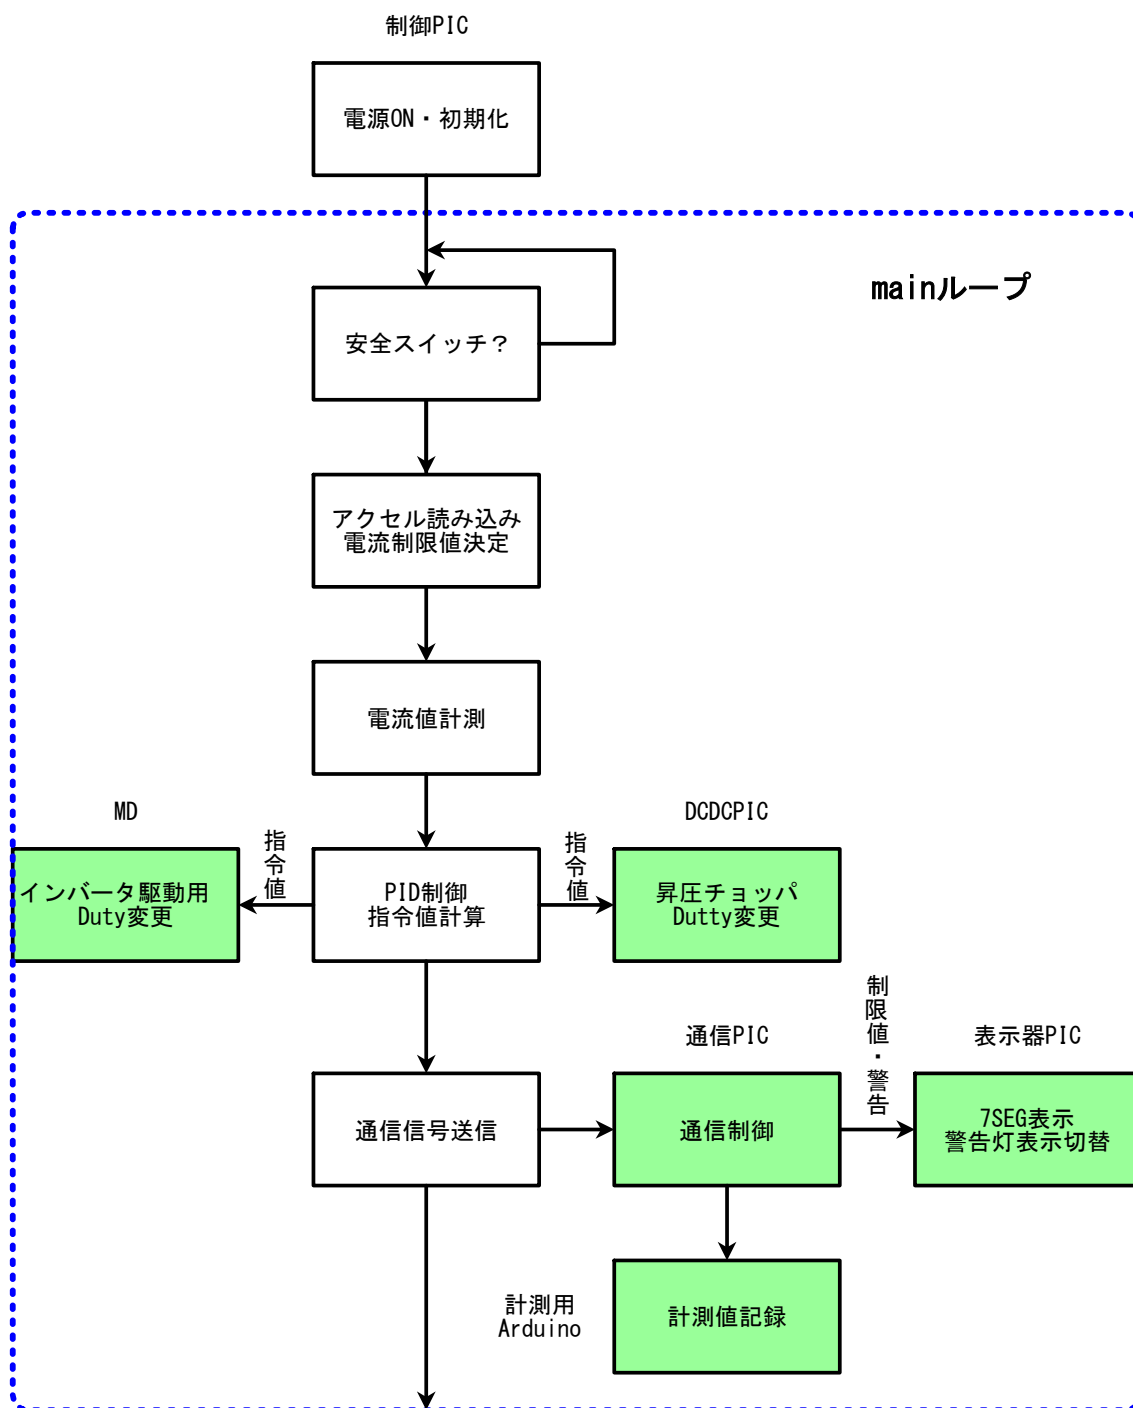 制御PIC
電源ON・初期化
mainループ
安全スイッチ？
アクセル読み込み
電流制限値決定
電流値計測
MD
指令値
指令値
DCDCPIC
インバータ駆動用
Duty変更
PID制御
指令値計算
昇圧チョッパ
Dutty変更
制限値・警告
通信PIC
表示器PIC
通信信号送信
通信制御
7SEG表示
警告灯表示切替
計測用
Arduino
計測値記録